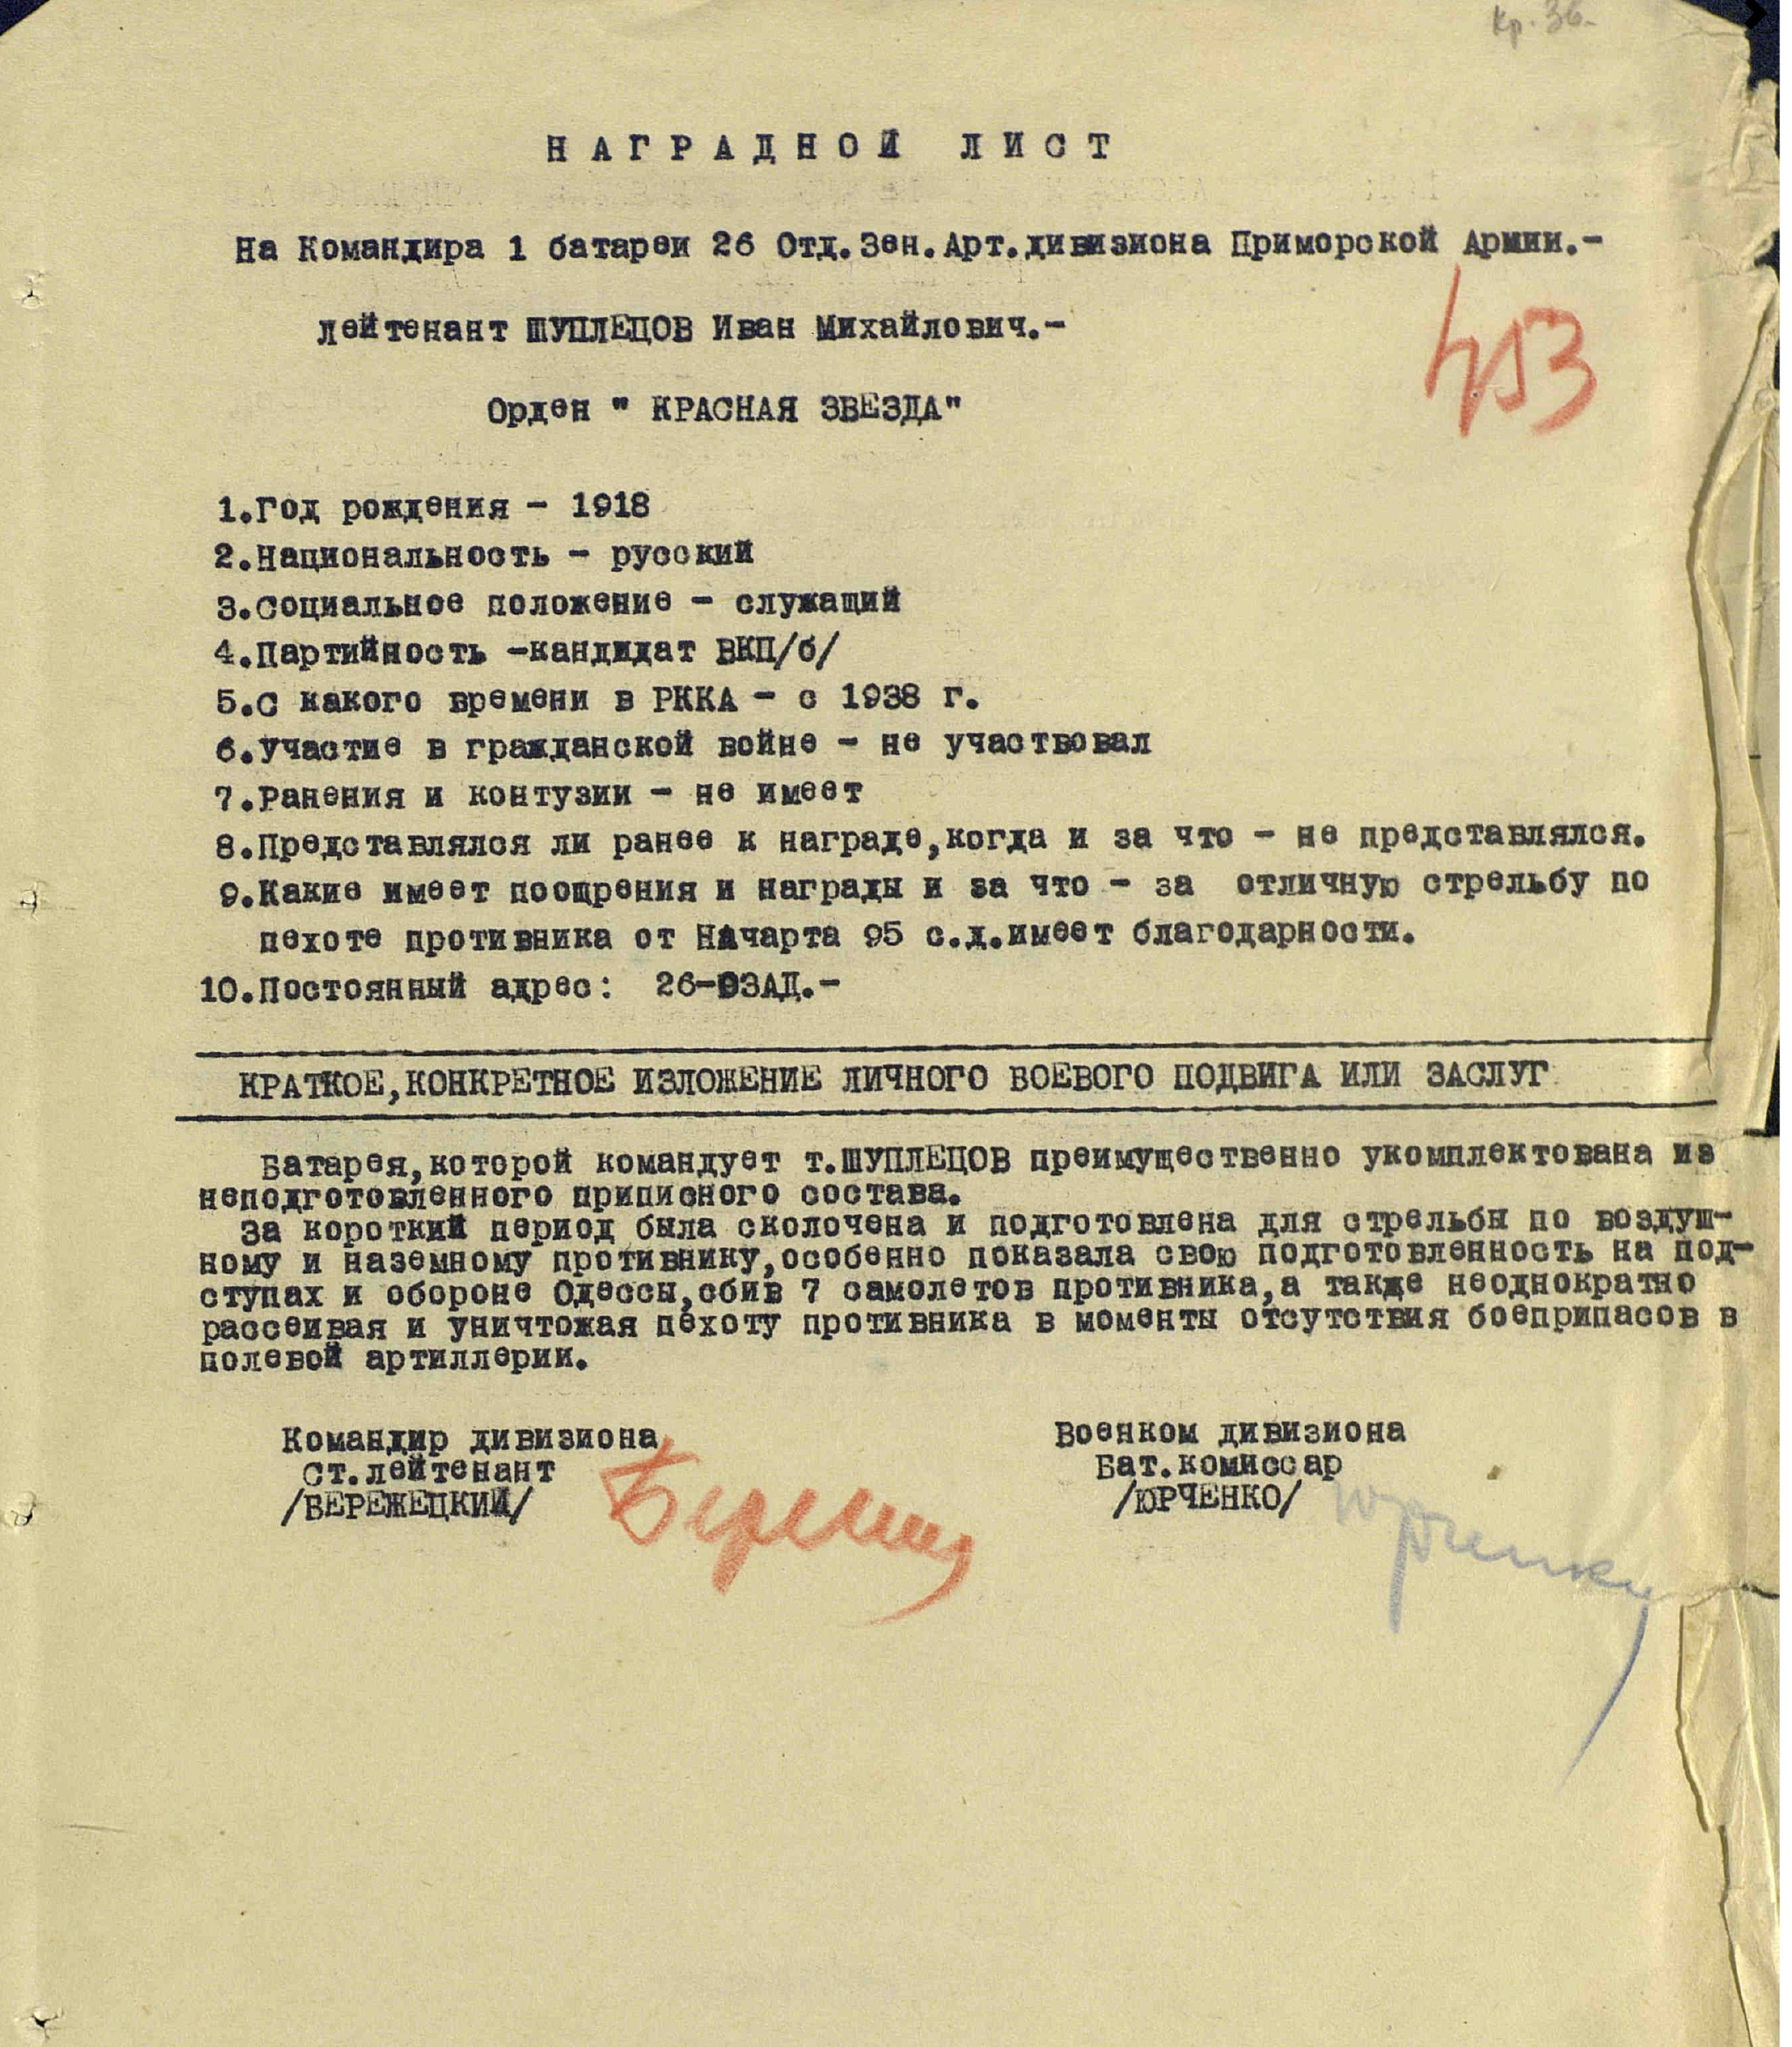 Кр. 36.
НАГРАДНОЙ ЛИСТ
На Командира 1 батареи 26 Отд.Зен.Арт.дивизиона Приморской Армии.-
лейтенант ШУПЛЕЦОВ Иван Михайлович.-
453
Орден " КРАСНАЯ ЗВЕЗДА"
1.Год рождения - 1918
2.Национальность - русский
3.Социальное положение - служащий
4.Партийность -кандидат ВКП/б/
5.С какого времени в РККА - с 1938 г.
6.Участие в гражданской войне - не участвовал
7.Ранения и контузии - не имеет
8.Представлялся ли ранее к награде,когда и за что - не представлялся.
9.Какие имеет поощрения и награды и за что - за отличную стрельбу по
пехоте противника от НАчарта 95 с.д.имеет благодарности.
10.Постоянный адрес: 26-ОЗАД.-
КРАТКОЕ,КОНКРЕТНОЕ ИЗЛОЖЕНИЕ ЛИЧНОГО БОЕВОГО ПОДВИГА ИЛИ ЗАСЛУГ
Батарея,которой командует т.ШУПЛЕЦОВ преимущественно укомплектована из
неподготовленного приписного состава.
За короткий период была сколочена и подготовлена для стрельбы по воздуш-
ному и наземному противнику,особенно показала свою подготовленность на под-
ступах и обороне Одессы,сбив 7 самолетов противника,а также неоднократно
рассеивая и уничтожая пехоту противника в моменты отсутствия боеприпасов в
полевой артиллерии.
Командир дивизиона Военком дивизиона
Ст.лейтенант Бат.комиссар
/БЕРЕЖЕЦКИЙ/ /ЮРЧЕНКО/